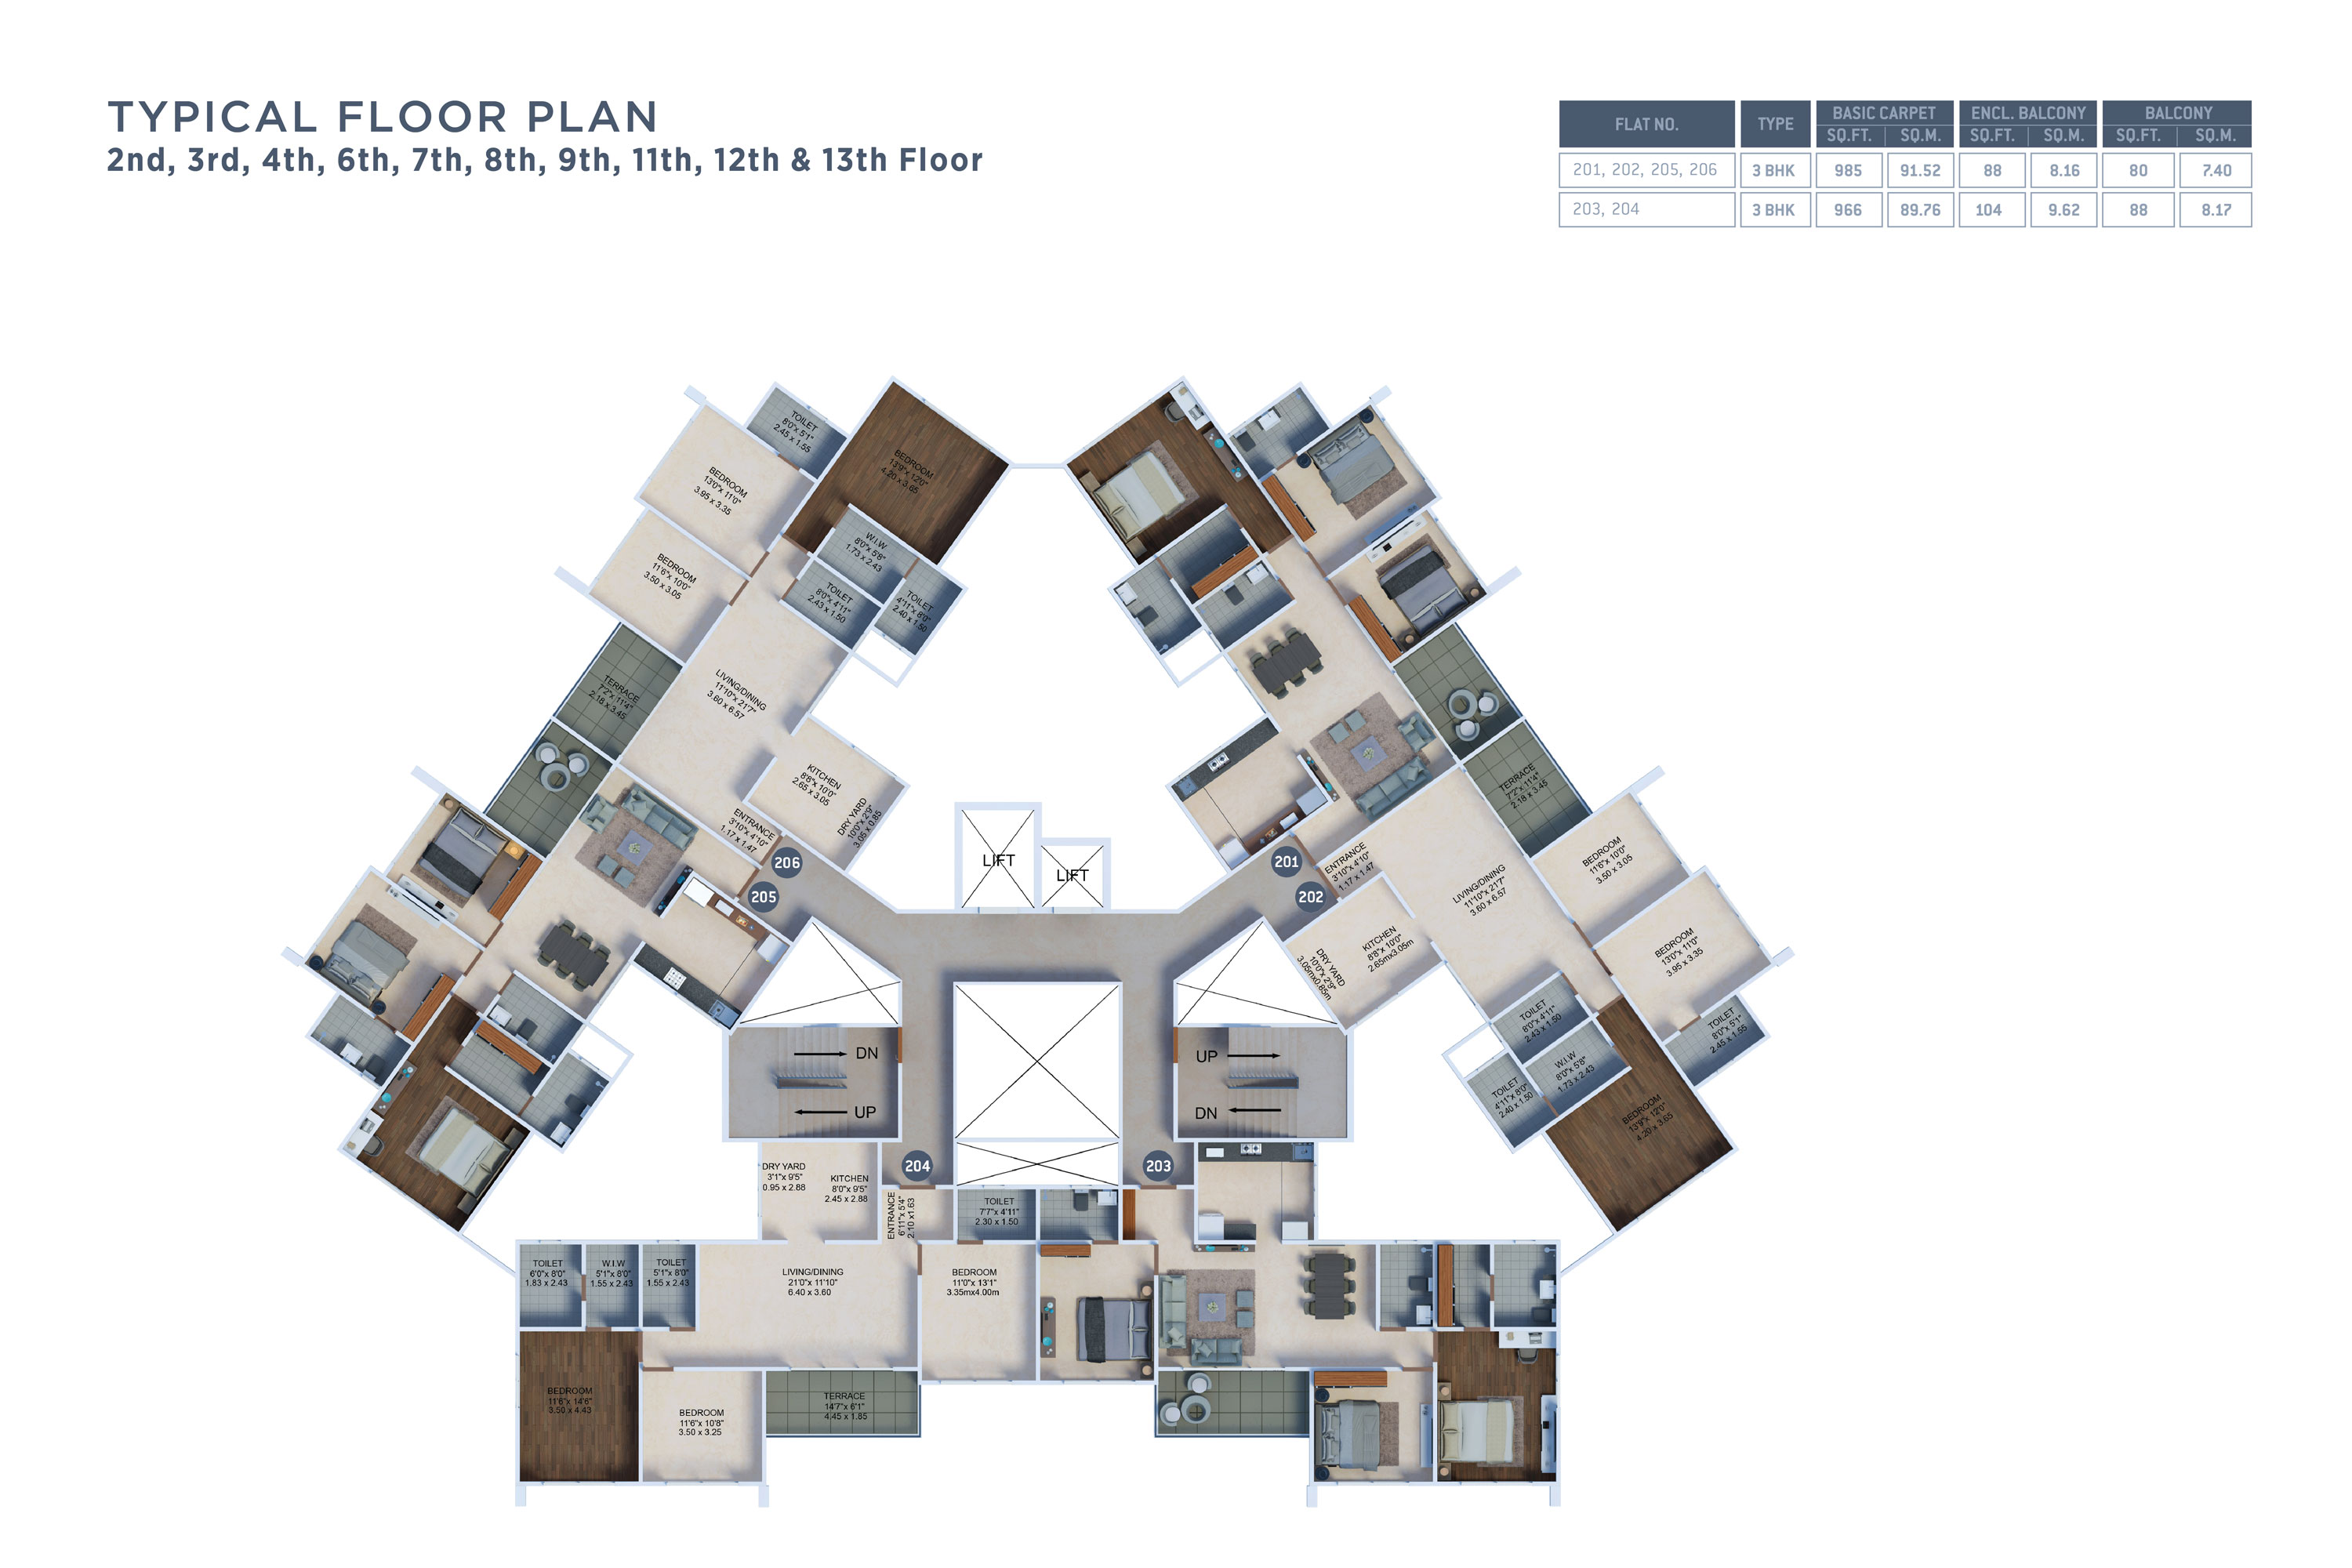 TYPICAL FLOOR PLAN
2nd, 3rd, 4th, 6th, 7th, 8th, 9th, 11th, 12th & 13th Floor
FLAT NO. TYPE BASIC CARPET ENCL. BALCONY BALCONY
SQ.FT. SQ.M. SQ.FT. SQ.M. SQ.FT. SQ.M.
201, 202, 205, 206 3 BHK 985 91.52 88 8.16 80 7.40
203, 204 3 BHK 966 89.76 104 9.62 88 8.17
TOILET
8'0"x 5'1"
2.45 x 1.55
BEDROOM
13'9"x 12'0"
4.20 x 3.65
BEDROOM
13'0"x 11'0"
3.95 x 3.35
W.I.W
8'0"x 5'8"
1.73 x 2.43
BEDROOM
11'6"x 10'0"
3.50 x 3.05
TOILET
8'0"x 4'11"
2.43 x 1.50
TOILET
4'11"x 8'0"
2.40 x 1.50
TERRACE
7'2"x 11'4"
2.18 x 3.45
LIVING/DINING
11'10"x 21'7"
3.60 x 6.57
KITCHEN
8'8"x 10'0"
2.65 x 3.05
DRY YARD
10'0"x 2'9"
3.05 x 0.85
ENTRANCE
3'10"x 4'10"
1.17 x 1.47
206
205
LIFT
LIFT
201
202
ENTRANCE
3'10"x 4'10"
1.17 x 1.47
TERRACE
7'2"x 11'4"
2.18 x 3.45
BEDROOM
11'6"x 10'0"
3.50 x 3.05
LIVING/DINING
11'10"x 21'7"
3.60 x 6.57
KITCHEN
8'8"x 10'0"
2.65mx3.05m
DRY YARD
10'0"x 2'9"
3.05mx0.85m
BEDROOM
13'0"x 11'0"
3.95 x 3.35
TOILET
8'0"x 4'11"
2.43 x 1.50
TOILET
8'0"x 5'1"
2.45 x 1.55
W.I.W
8'0"x 5'8"
1.73 x 2.43
TOILET
4'11"x 8'0"
2.40 x 1.50
BEDROOM
13'9"x 12'0"
4.20 x 3.65
DN
UP
UP
DN
204
203
DRY YARD
3'1"x 9'5"
0.95 x 2.88
KITCHEN
8'0"x 9'5"
2.45 x 2.88
ENTRANCE
6'11"x 5'4"
2.10 x1.63
TOILET
7'7"x 4'11"
2.30 x 1.50
TOILET
6'0"x 8'0"
1.83 x 2.43
W.I.W
5'1"x 8'0"
1.55 x 2.43
TOILET
5'1"x 8'0"
1.55 x 2.43
LIVING/DINING
21'0"x 11'10"
6.40 x 3.60
BEDROOM
11'0"x 13'1"
3.35mx4.00m
BEDROOM
11'6"x 14'6"
3.50 x 4.43
BEDROOM
11'6"x 10'8"
3.50 x 3.25
TERRACE
14'7"x 6'1"
4.45 x 1.85